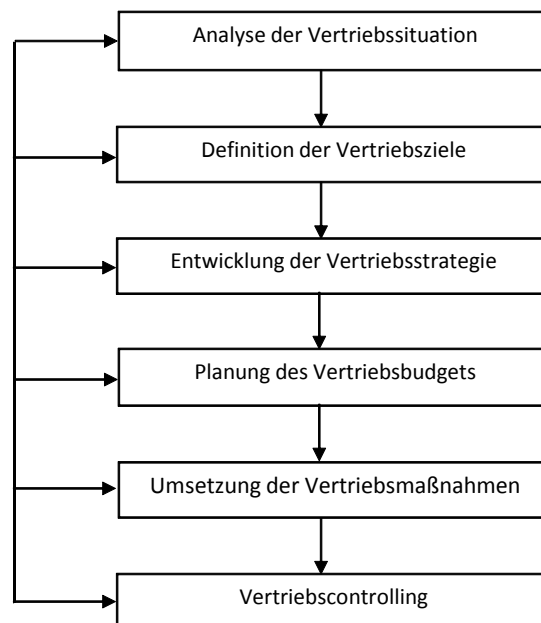 Analyse der Vertriebssituation
Definition der Vertriebsziele
Entwicklung der Vertriebsstrategie
Planung des Vertriebsbudgets
Umsetzung der Vertriebsmaßnahmen
Vertriebscontrolling